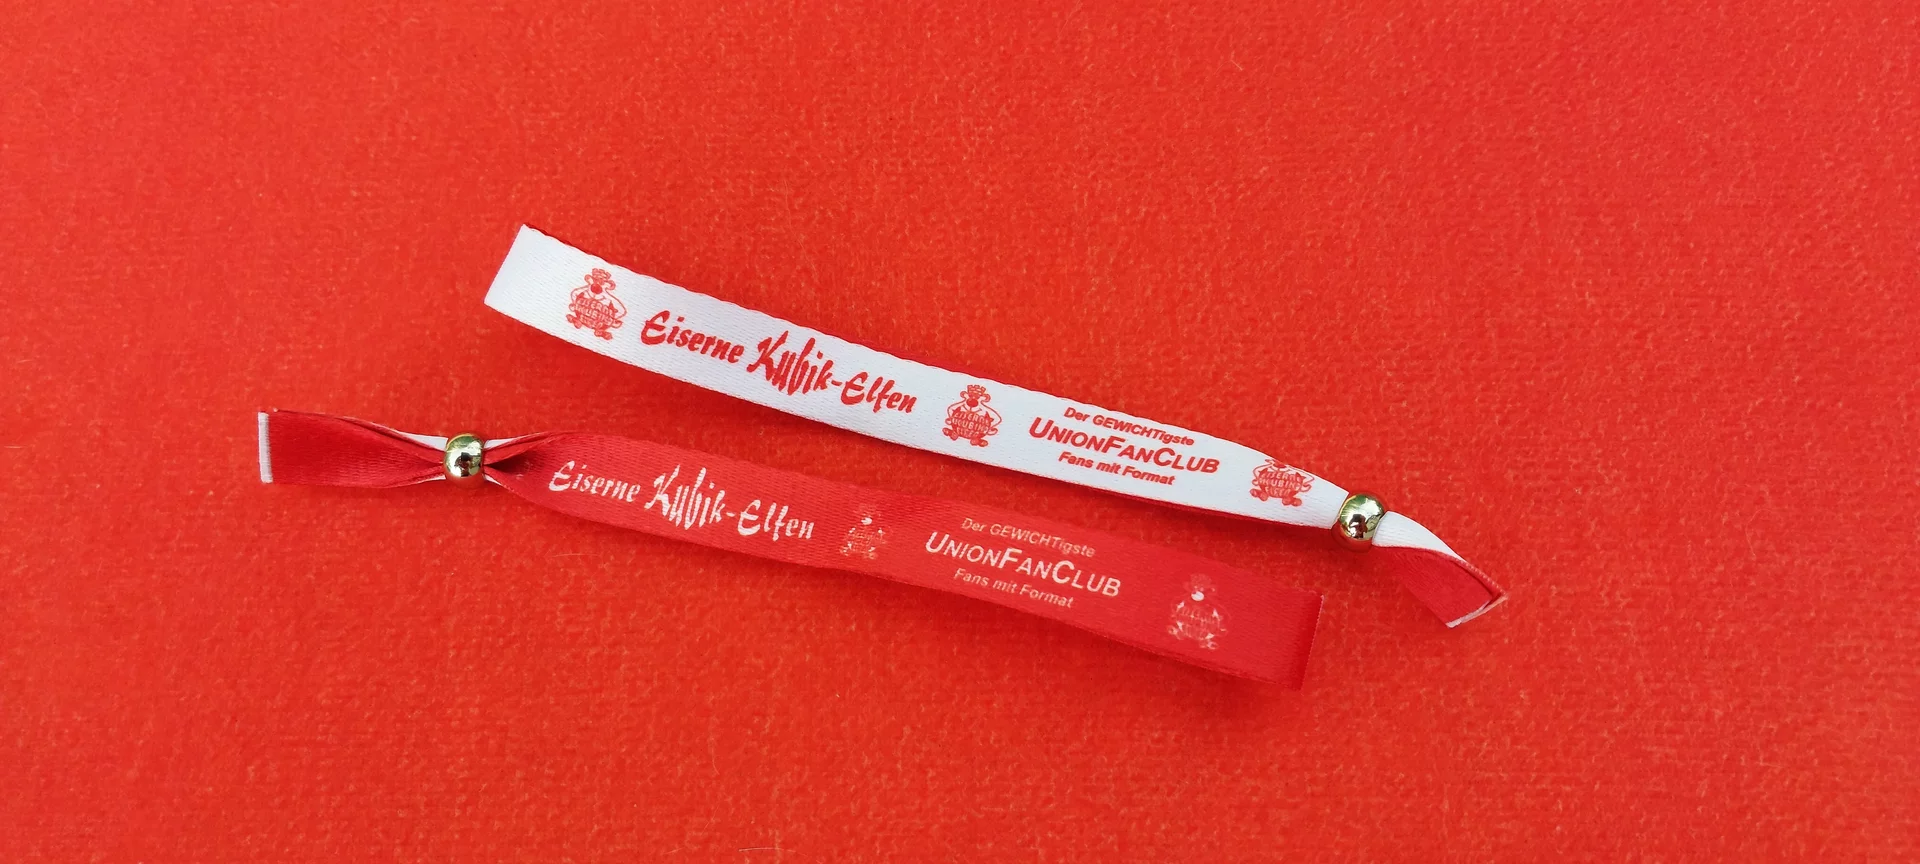 Eiserne Kubik-Elfen
Der GEWICHTigste
UNIONFANCLUB
Fans mit Format
Eiserne Kubik-Elfen
Der GEWICHTigste
UNIONFANCLUB
Fans mit Format